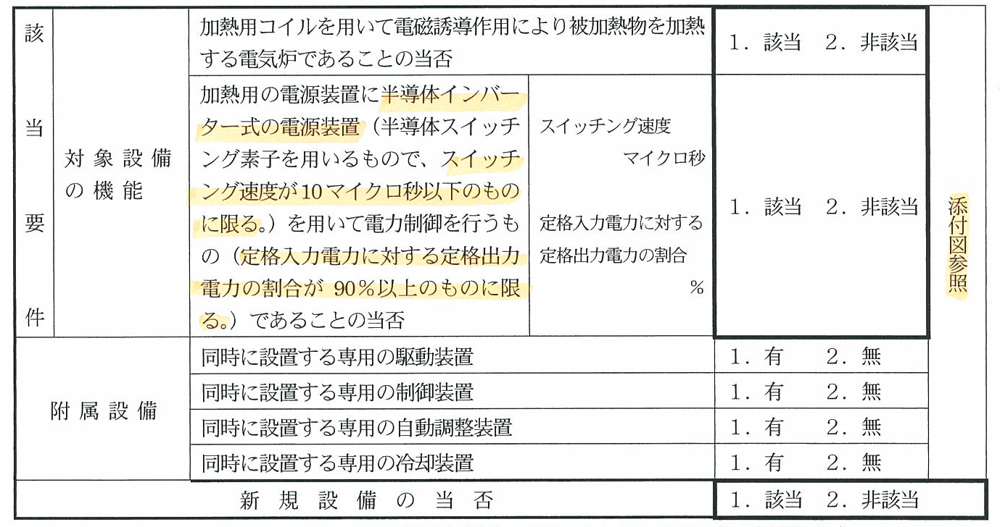 該当要件
対象設備
の機能
加熱用コイルを用いて電磁誘導作用により被加熱物を加熱
する電気炉であることの当否
1．該当　2．非該当
加熱用の電源装置に半導体インバー
ター式の電源装置（半導体スイッチ
ング素子を用いるもので、スイッチ
ング速度が10マイクロ秒以下のもの
に限る。）を用いて電力制御を行うも
の（定格入力電力に対する定格出力
電力の割合が 90％以上のものに限
る。）であることの当否
スイッチング速度
マイクロ秒
定格入力電力に対する
定格出力電力の割合
％
1．該当　2．非該当
添付図参照
附属設備
同時に設置する専用の駆動装置
1．有　2．無
同時に設置する専用の制御装置
1．有　2．無
同時に設置する専用の自動調整装置
1．有　2．無
同時に設置する専用の冷却装置
1．有　2．無
新規設備の当否
1．該当　2．非該当